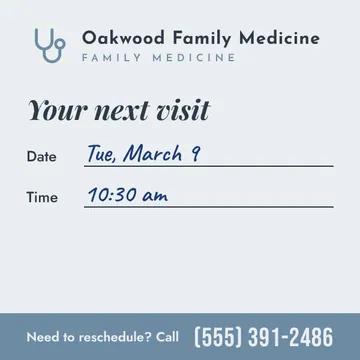 Oakwood Family Medicine
FAMILY MEDICINE
Your next visit
Date Tue, March 9
Time 10:30 am
Need to reschedule? Call (555) 391-2486